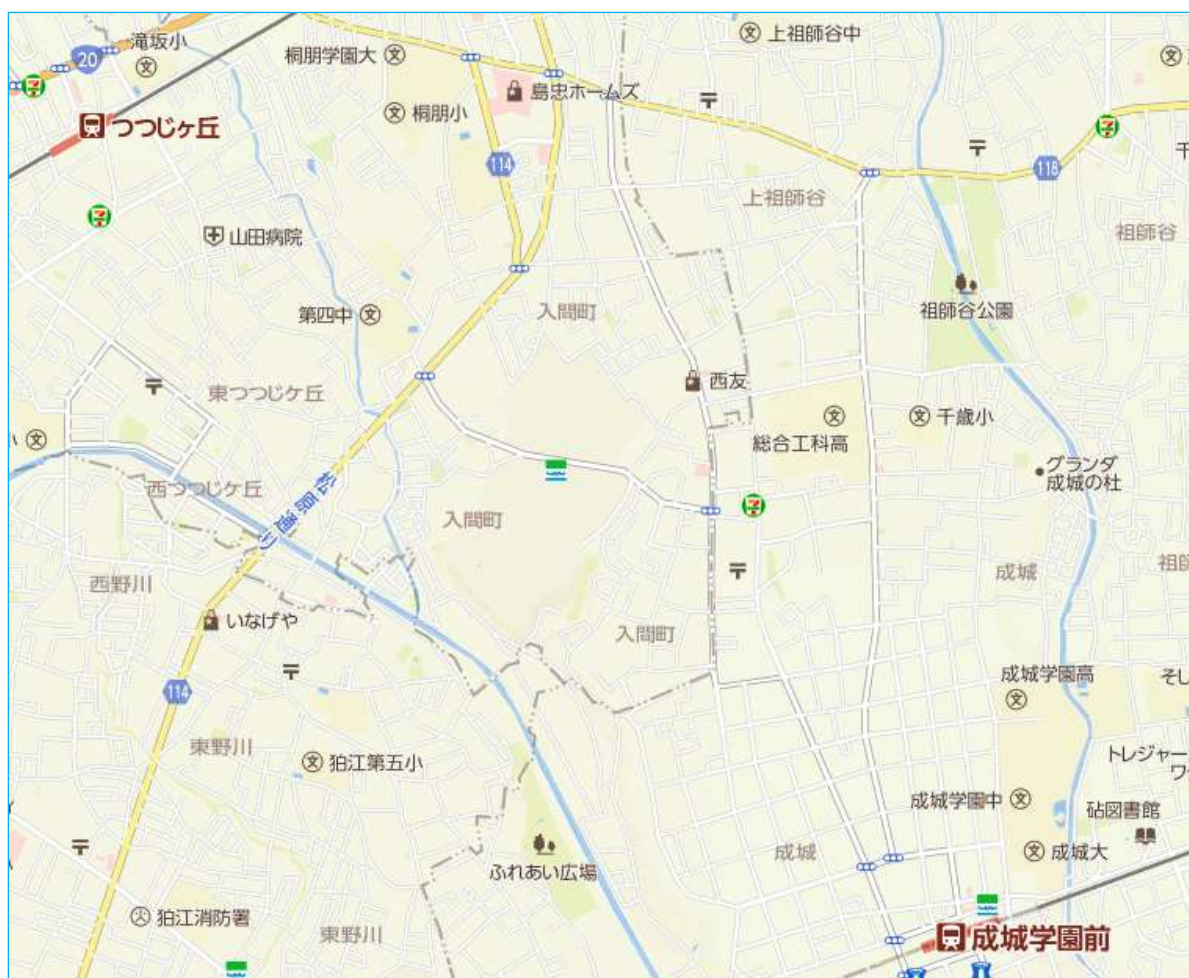 滝坂小
20
つつじヶ丘
桐朋学園大
桐朋小
島忠ホームズ
上祖師谷中
114
118
上祖師谷
祖師谷
山田病院
第四中
入間町
祖師谷公園
東つつじケ丘
西友
総合工科高
千歳小
グランダ
成城の杜
西つつじケ丘
松原通り
入間町
成城
西野川
いなげや
入間町
114
成城学園高
東野川
狛江第五小
トレジャー
成城学園中
砧図書館
成城
成城大
ふれあい広場
狛江消防署
東野川
成城学園前